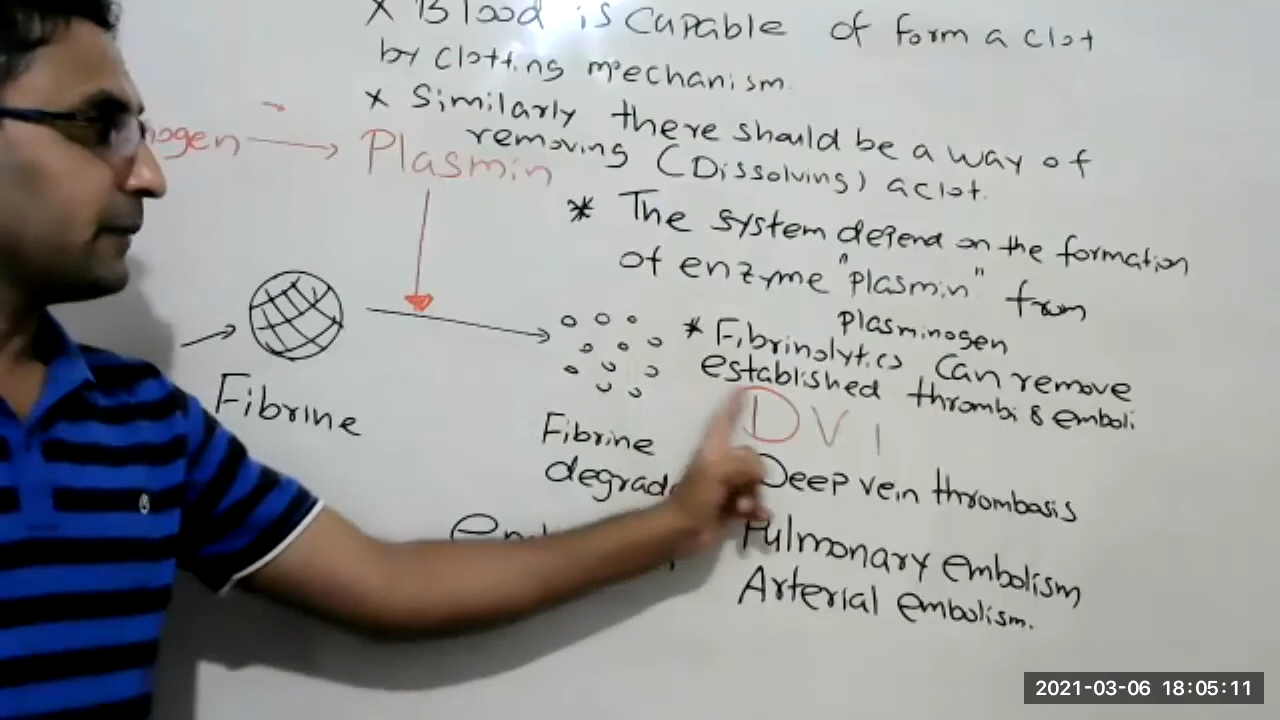 * Blood is capable of form a clot
by clotting mechanism
* Similarly there should be a way of
removing (Dissolving) a clot.
nogen → Plasmin
* The system depend on the formation
of enzyme "plasmin" from
plasminogen
* Fibrinolytics can remove
established thrombi & emboli
Fibrine
Fibrine
degrad
DV
Deep vein thrombasis
Pulmonary embolism
Arterial embolism.
2021-03-06 18:05:11